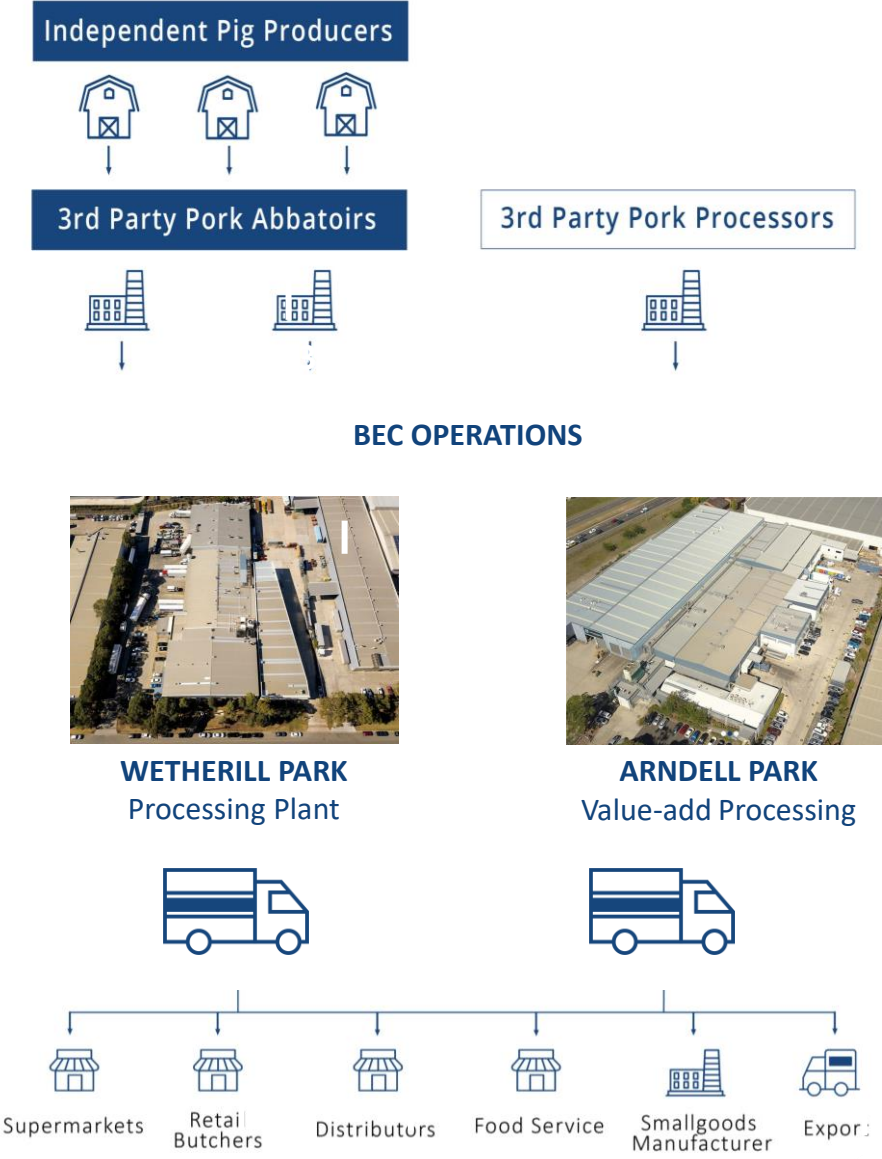 Independent Pig Producers
3rd Party Pork Abbatoirs
3rd Party Pork Processors
BEC OPERATIONS
WETHERILL PARK
Processing Plant
ARNDELL PARK
Value-add Processing
Supermarkets
Retail
Butchers
Distributors
Food Service
Smallgoods
Manufacturer
Expor